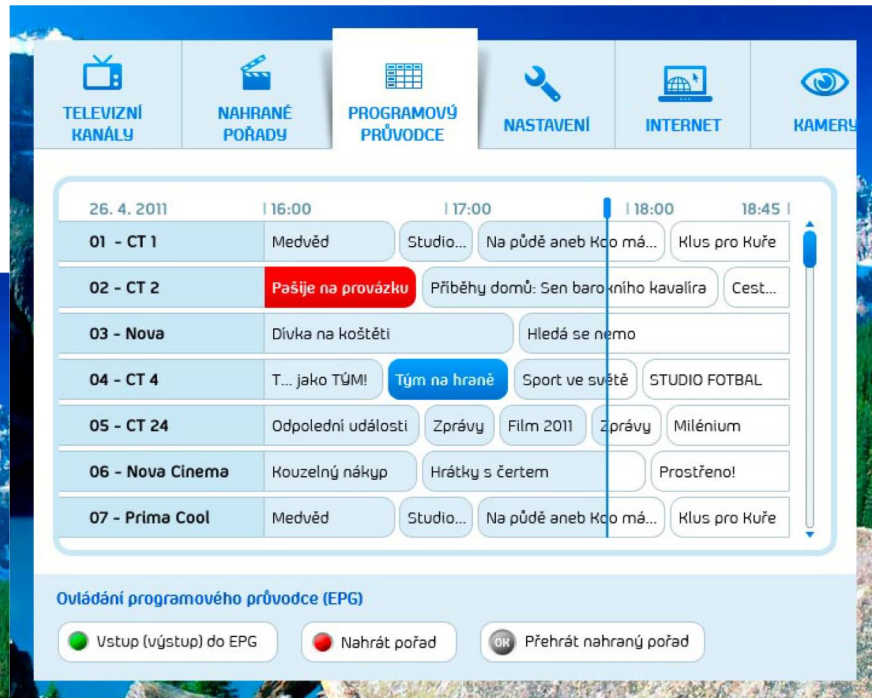 TELEVIZNÍ KANÁLY
NAHRANÉ POŘADY
PROGRAMOVÝ PRŮVODCE
NASTAVENÍ
INTERNET
KAMERY
26. 4. 2011 16:00 17:00 18:00 18:45
01 - CT 1 Medvěd Studio... Na půdě aneb Kdo má... Klus pro Kuře
02 - CT 2 Pašije na provázku Příběhy domů: Sen barokního kavalíra Cest...
03 - Nova Dívka na koštěti Hledá se nemo
04 - CT 4 T... jako TÝM! Tým na hraně Sport ve světě STUDIO FOTBAL
05 - CT 24 Odpolední události Zprávy Film 2011 Zprávy Milénium
06 - Nova Cinema Kouzelný nákup Hrátky s čertem Prostřeno!
07 - Prima Cool Medvěd Studio... Na půdě aneb Kdo má... Klus pro Kuře
Ovládání programového průvodce (EPG)
Vstup (výstup) do EPG Nahrát pořad OK Přehrát nahraný pořad